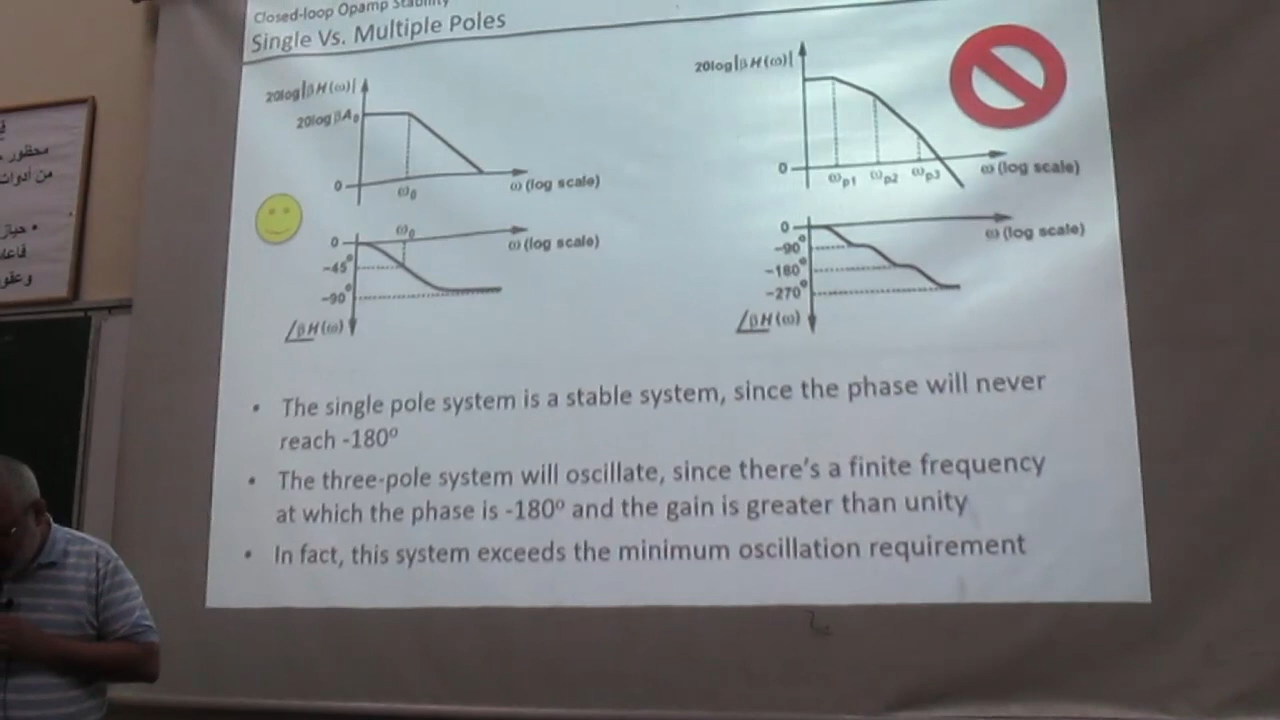 Closed-loop Opamp Stability
Single Vs. Multiple Poles
20log|βH(ω)|
20log βA₀
0
ω₀
ω (log scale)
0
ω₀
ω (log scale)
-45°
-90°
∠βH(ω)
20log|βH(ω)|
0
ωp1
ωp2
ωp3
ω (log scale)
0
ω (log scale)
-90°
-180°
-270°
∠βH(ω)
• The single pole system is a stable system, since the phase will never
reach -180º
• The three-pole system will oscillate, since there's a finite frequency
at which the phase is -180º and the gain is greater than unity
• In fact, this system exceeds the minimum oscillation requirement
محظور
من أدوات